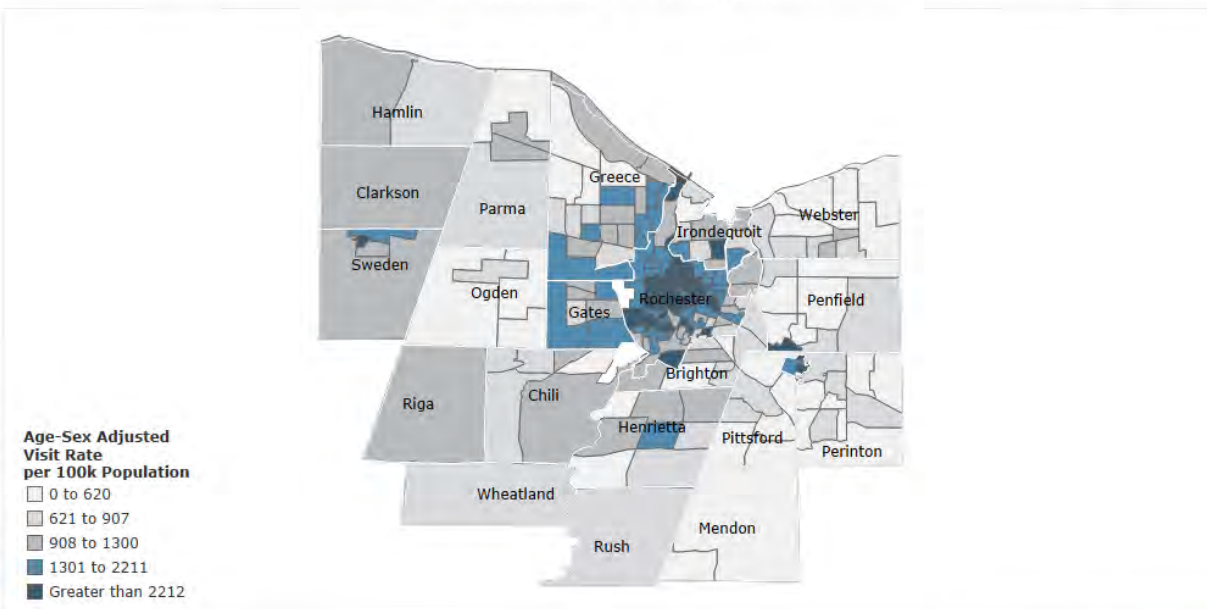 Hamlin
Clarkson
Parma
Greece
Webster
Irondequoit
Sweden
Ogden
Gates
Rochester
Penfield
Brighton
Riga
Chili
Henrietta
Pittsford
Perinton
Wheatland
Mendon
Rush
Age-Sex Adjusted
Visit Rate
per 100k Population
0 to 620
621 to 907
908 to 1300
1301 to 2211
Greater than 2212